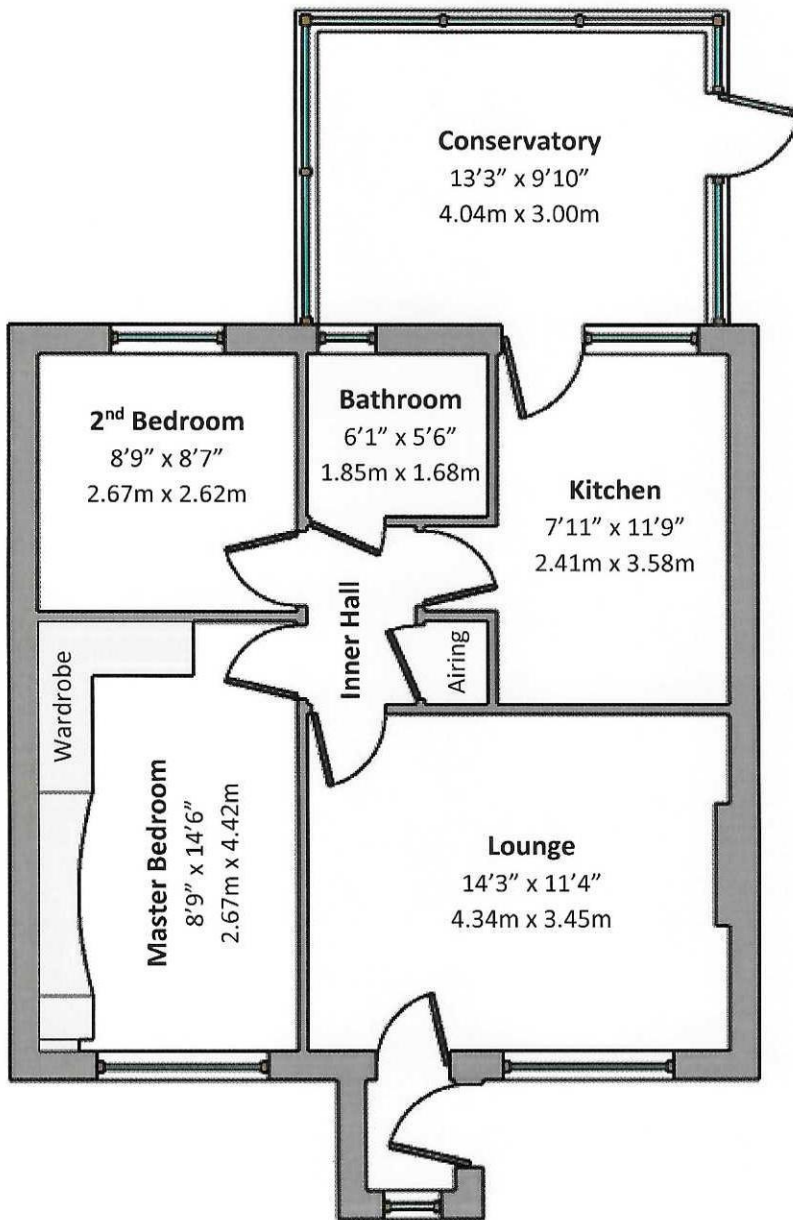 Conservatory
13’3” x 9’10”
4.04m x 3.00m
2nd Bedroom
8’9” x 8’7”
2.67m x 2.62m
Bathroom
6’1” x 5’6”
1.85m x 1.68m
Kitchen
7’11” x 11’9”
2.41m x 3.58m
Inner Hall
Airing
Wardrobe
Master Bedroom
8’9” x 14’6”
2.67m x 4.42m
Lounge
14’3” x 11’4”
4.34m x 3.45m